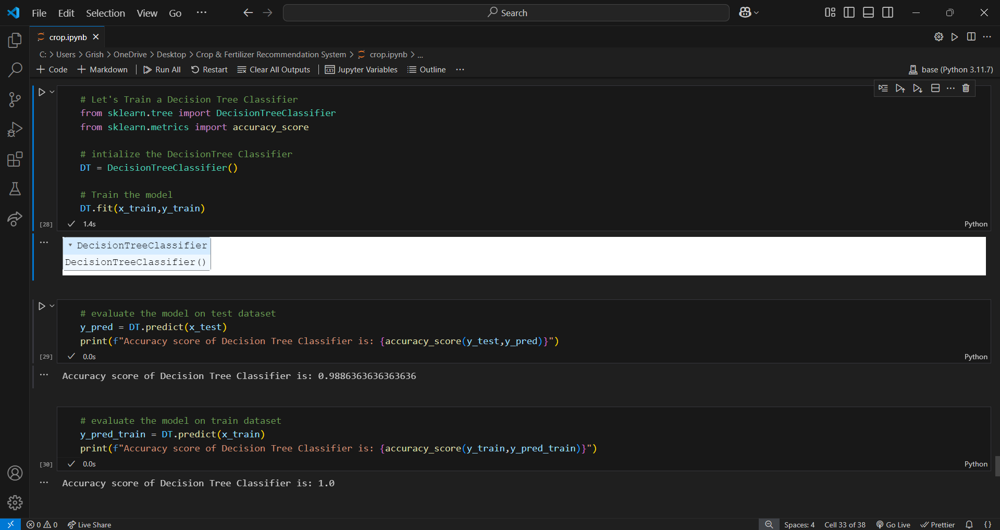 File Edit Selection View Go ··· Search
crop.ipynb
C: > Users > Grish > OneDrive > Desktop > Crop & Fertilizer Recommendation System > crop.ipynb > ...
+ Code + Markdown Run All Restart Clear All Outputs Jupyter Variables Outline ··· base (Python 3.11.7)
# Let's Train a Decision Tree Classifier
from sklearn.tree import DecisionTreeClassifier
from sklearn.metrics import accuracy_score
# intialize the DecisionTree Classifier
DT = DecisionTreeClassifier()
# Train the model
DT.fit(x_train,y_train)
[28] 1.4s Python
DecisionTreeClassifier
DecisionTreeClassifier()
# evaluate the model on test dataset
y_pred = DT.predict(x_test)
print(f"Accuracy score of Decision Tree Classifier is: {accuracy_score(y_test,y_pred)}")
[29] 0.0s Python
Accuracy score of Decision Tree Classifier is: 0.9886363636363636
# evaluate the model on train dataset
y_pred_train = DT.predict(x_train)
print(f"Accuracy score of Decision Tree Classifier is: {accuracy_score(y_train,y_pred_train)}")
[30] 0.0s Python
Accuracy score of Decision Tree Classifier is: 1.0
0 0 Live Share Spaces: 4 Cell 33 of 38 Go Live Prettier { }